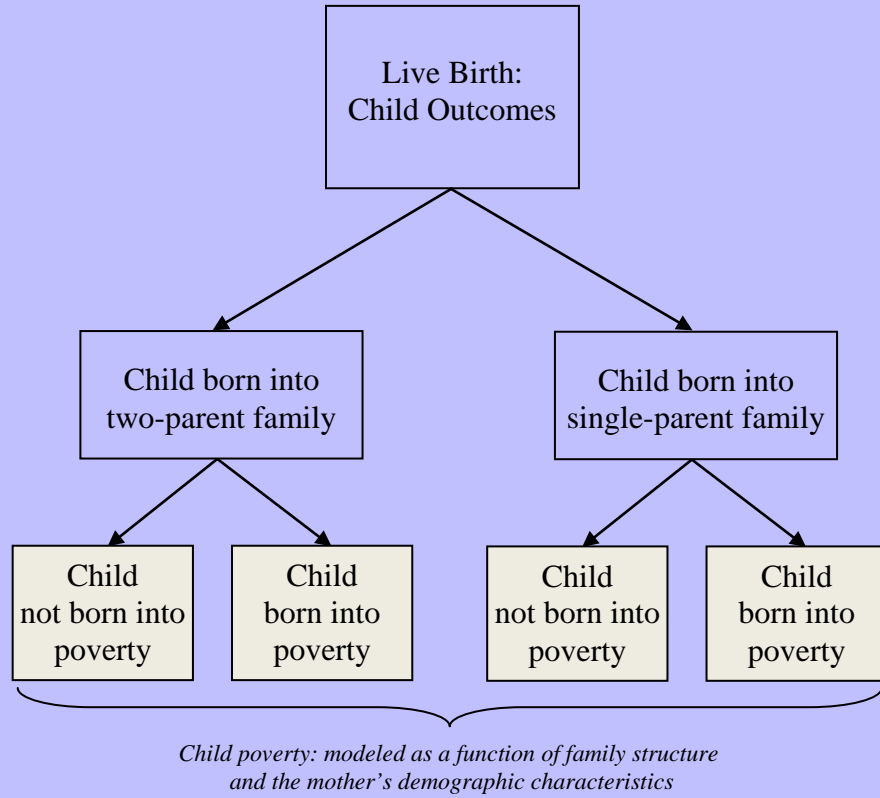 Live Birth:
Child Outcomes
Child born into
two-parent family
Child born into
single-parent family
Child
not born into
poverty
Child
born into
poverty
Child
not born into
poverty
Child
born into
poverty
Child poverty: modeled as a function of family structure
and the mother’s demographic characteristics